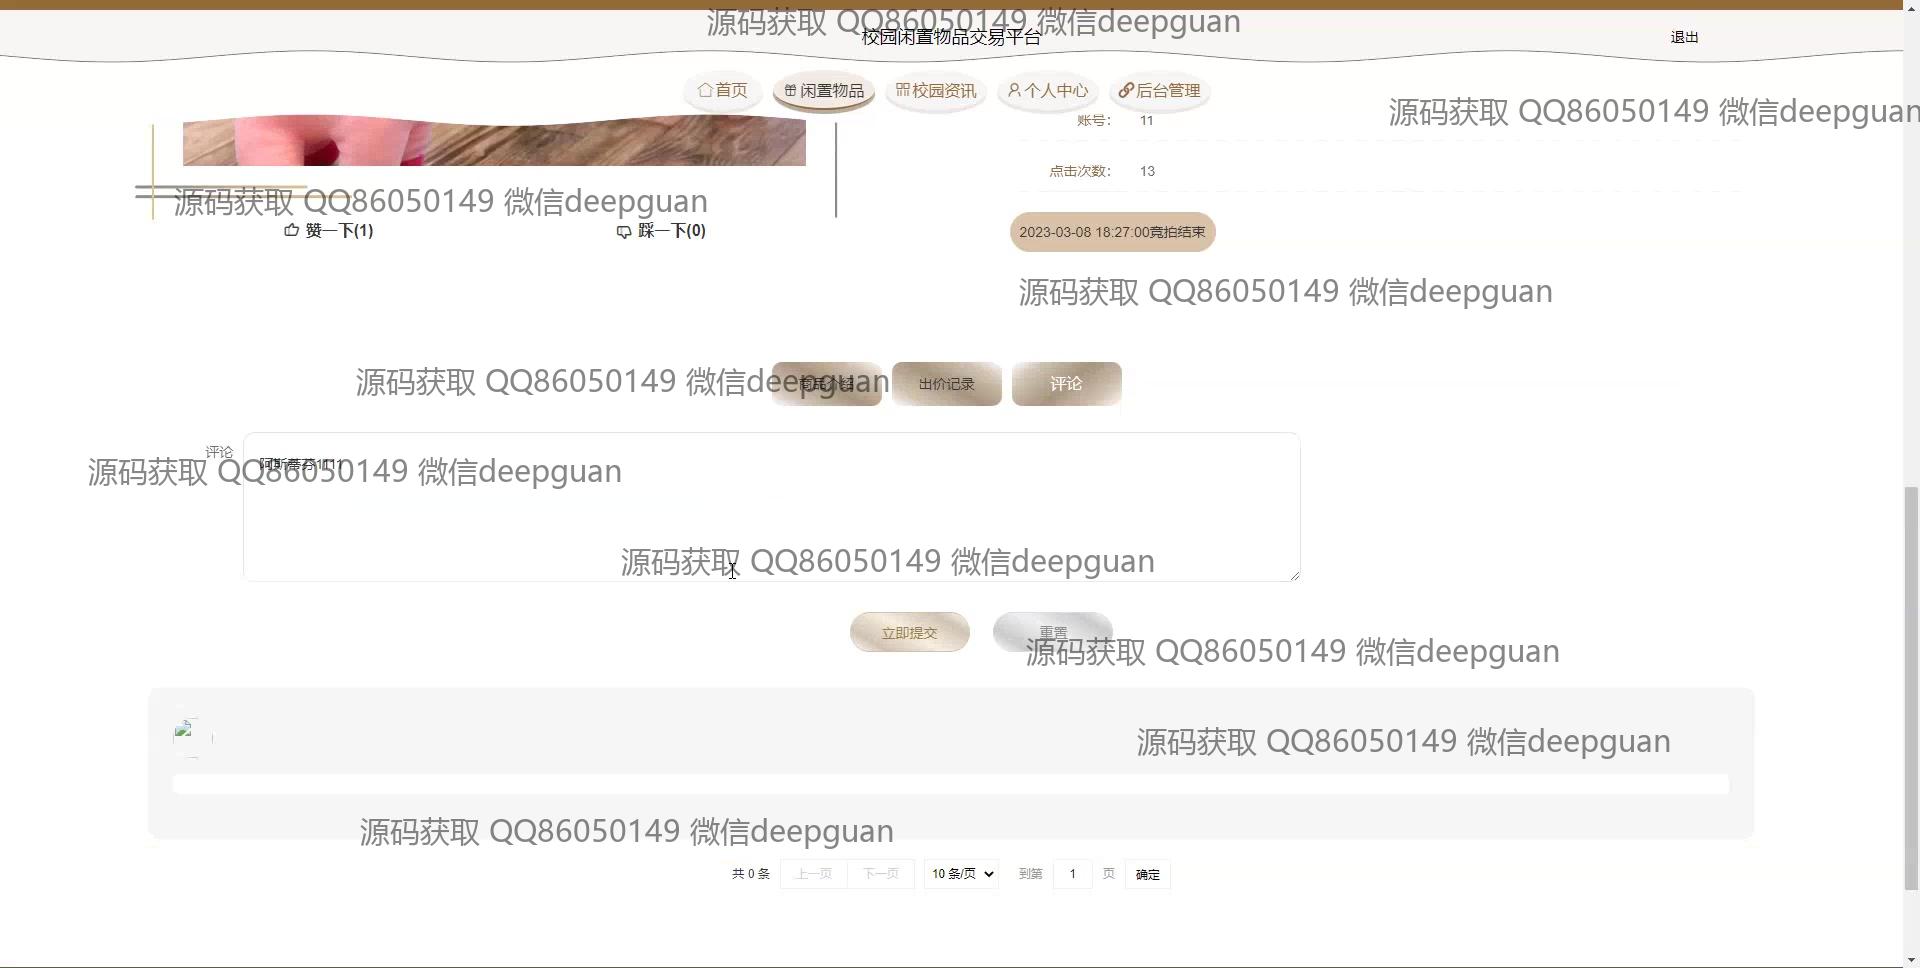 源码获取 QQ86050149 微信deepguan
校园闲置物品交易平台
退出
首页
闲置物品
校园资讯
个人中心
后台管理
源码获取 QQ86050149 微信deepguan
账号： 11
点击次数： 13
源码获取 QQ86050149 微信deepguan
赞一下(1)
踩一下(0)
2023-03-08 18:27:00竞拍结束
源码获取 QQ86050149 微信deepguan
源码获取 QQ86050149 微信deepguan
商品介绍
出价记录
评论
评论
阿斯蒂芬1111
源码获取 QQ86050149 微信deepguan
源码获取 QQ86050149 微信deepguan
立即提交
重置
源码获取 QQ86050149 微信deepguan
源码获取 QQ86050149 微信deepguan
源码获取 QQ86050149 微信deepguan
共 0 条
上一页
下一页
10 条/页
到第 1 页
确定